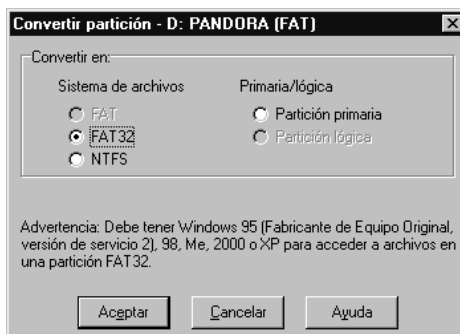 Convertir partición - D: PANDORA (FAT)
Convertir en:
Sistema de archivos
Primaria/lógica
FAT
Partición primaria
FAT32
Partición lógica
NTFS
Advertencia: Debe tener Windows 95 (Fabricante de Equipo Original,
versión de servicio 2), 98, Me, 2000 o XP para acceder a archivos en
una partición FAT32.
Aceptar
Cancelar
Ayuda